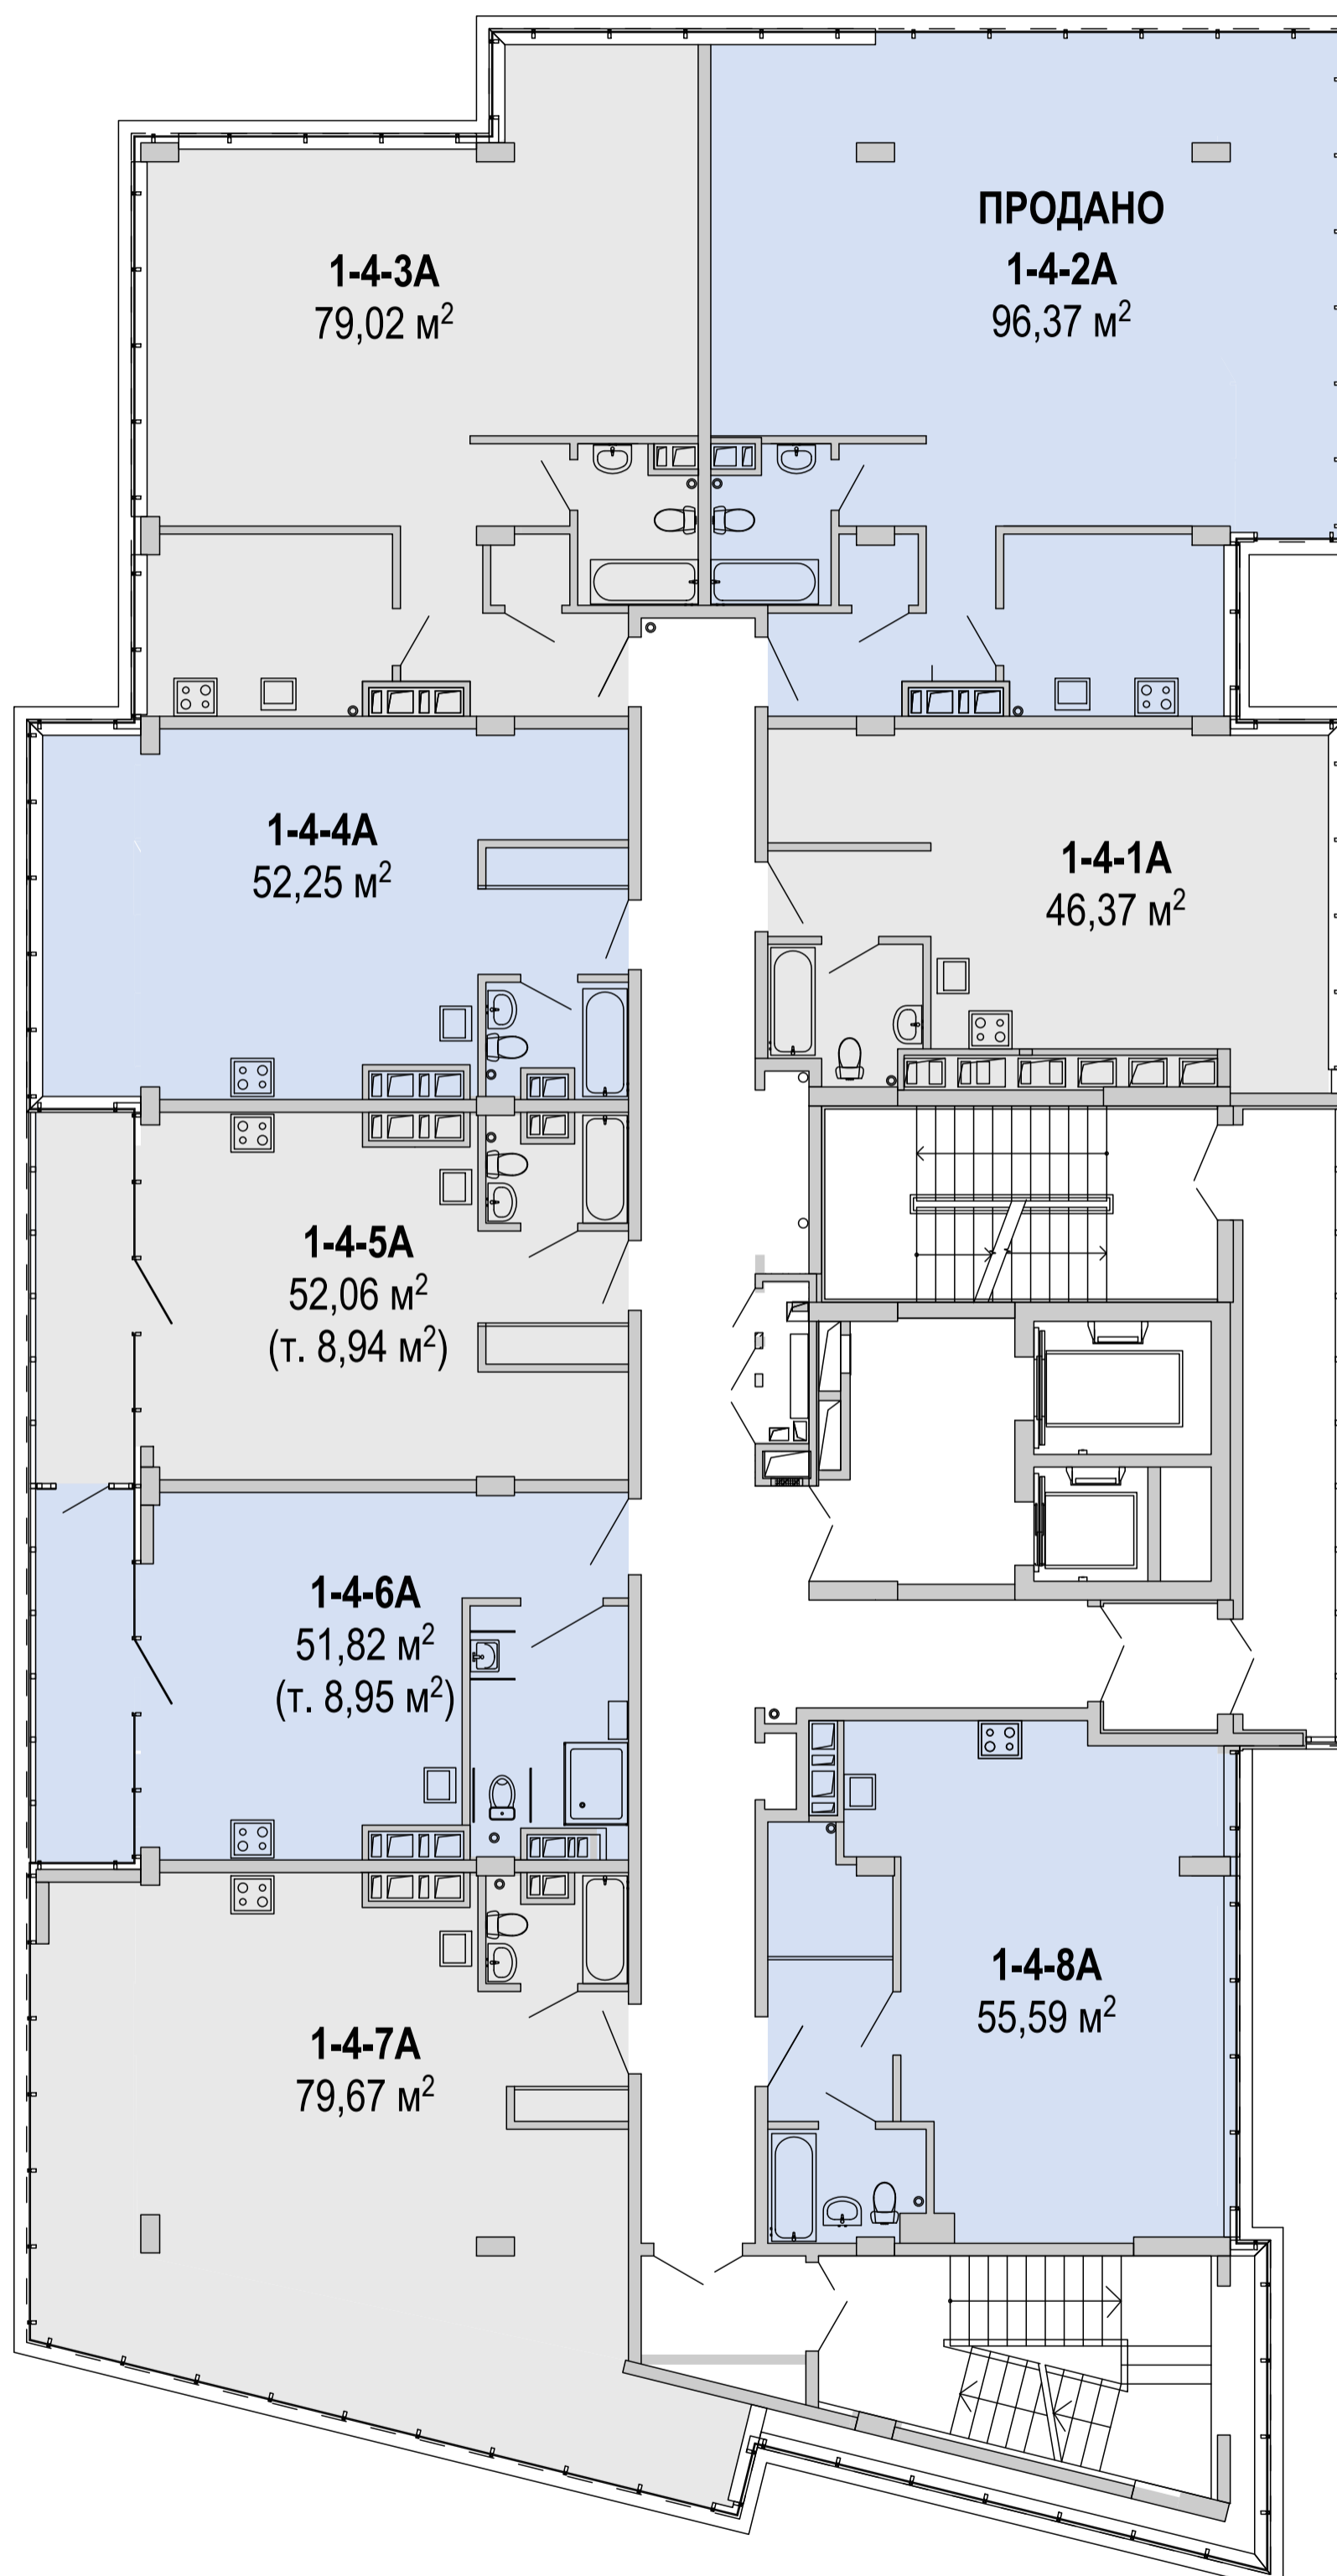 ПРОДАНО
1-4-2А
96,37 м²
1-4-3А
79,02 м²
1-4-4А
52,25 м²
1-4-1А
46,37 м²
1-4-5А
52,06 м²
(т. 8,94 м²)
1-4-6А
51,82 м²
(т. 8,95 м²)
1-4-8А
55,59 м²
1-4-7А
79,67 м²